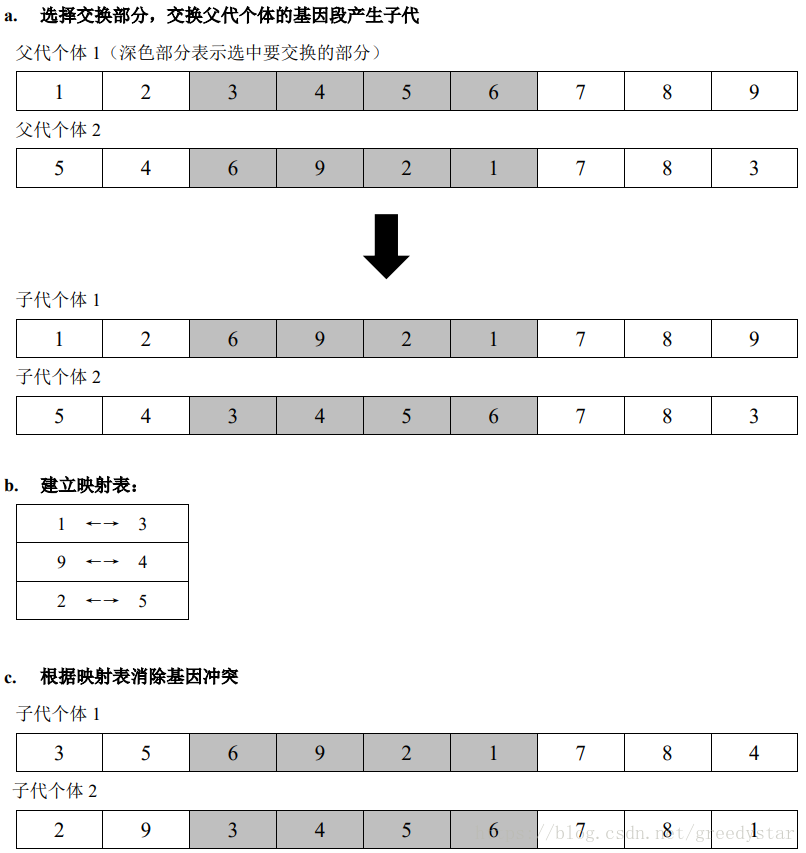 a. 选择交换部分，交换父代个体的基因段产生子代
父代个体 1（深色部分表示选中要交换的部分）
1 2 3 4 5 6 7 8 9
父代个体 2
5 4 6 9 2 1 7 8 3
子代个体 1
1 2 6 9 2 1 7 8 9
子代个体 2
5 4 3 4 5 6 7 8 3
b. 建立映射表：
1 ←→ 3
9 ←→ 4
2 ←→ 5
c. 根据映射表消除基因冲突
子代个体 1
3 5 6 9 2 1 7 8 4
子代个体 2
2 9 3 4 5 6 7 8 1
//blog.csdn.net/greedystar